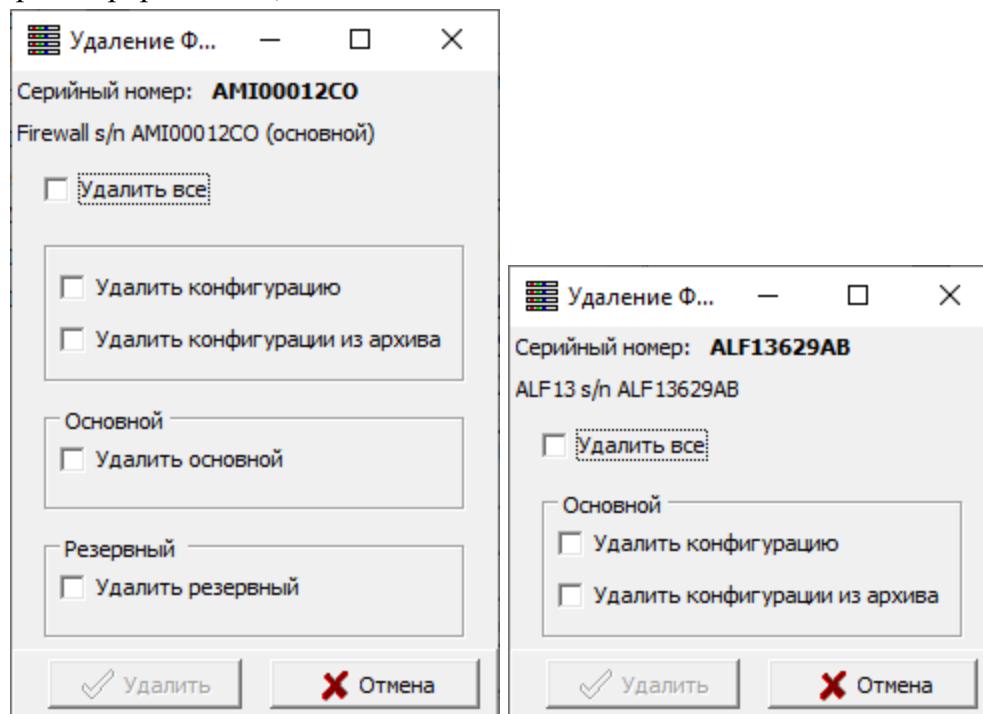 Удаление Ф...
Серийный номер: AMI00012CO
Firewall s/n AMI00012CO (основной)
Удалить все
Удалить конфигурацию
Удалить конфигурации из архива
Основной
Удалить основной
Резервный
Удалить резервный
Удалить
Отмена
Удаление Ф...
Серийный номер: ALF13629AB
ALF13 s/n ALF13629AB
Удалить все
Основной
Удалить конфигурацию
Удалить конфигурации из архива
Удалить
Отмена